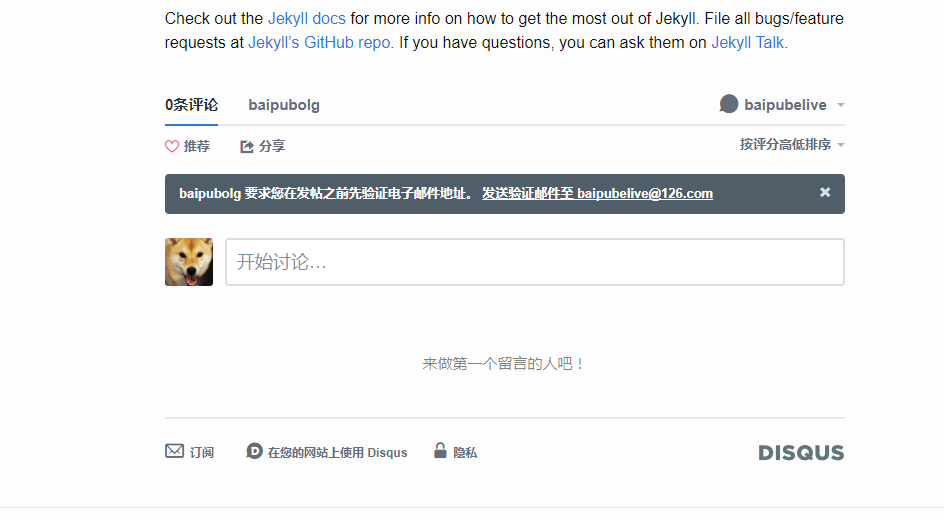 Check out the Jekyll docs for more info on how to get the most out of Jekyll. File all bugs/feature
requests at Jekyll’s GitHub repo. If you have questions, you can ask them on Jekyll Talk.
0条评论 baipubolg baipubelive
推荐 分享 按评分高低排序
baipubolg 要求您在发帖之前先验证电子邮件地址。 发送验证邮件至 baipubelive@126.com ×
开始讨论…
来做第一个留言的人吧！
订阅 D 在您的网站上使用 Disqus 隐私 DISQUS